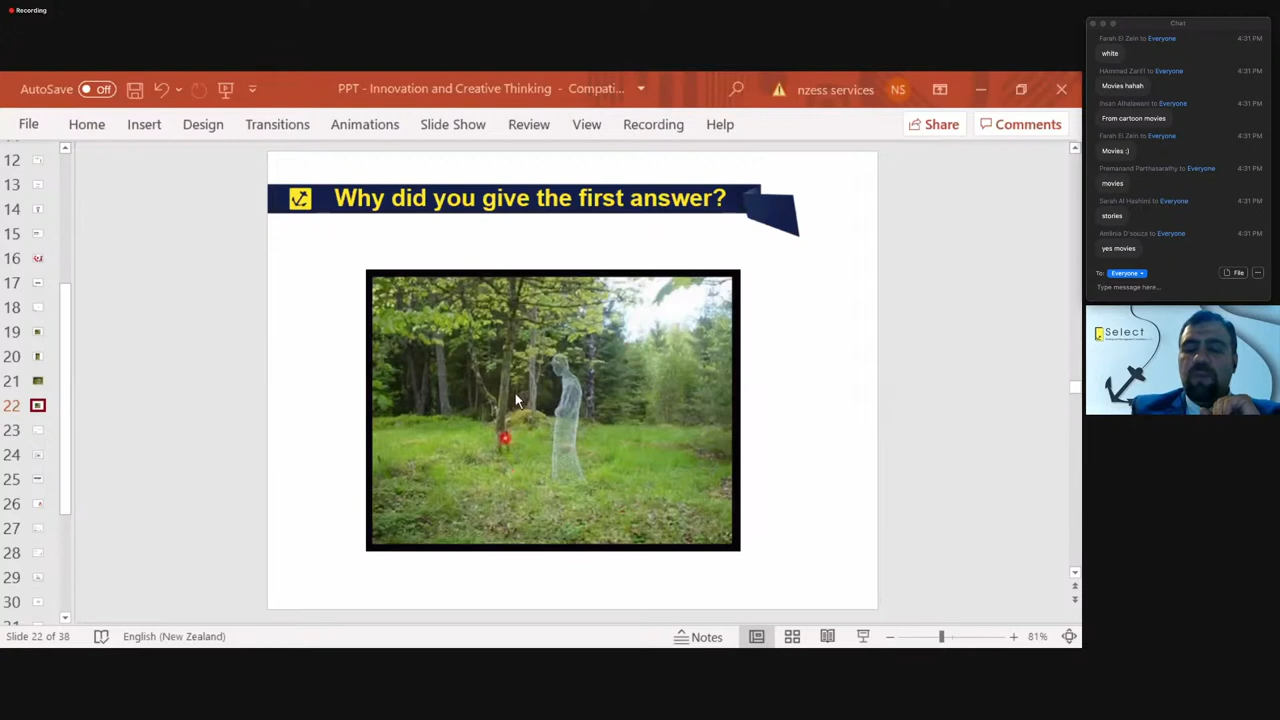 Recording
AutoSave Off
PPT - Innovation and Creative Thinking - Compati...
nzess services NS
File Home Insert Design Transitions Animations Slide Show Review View Recording Help Share Comments
12
13
14
15
16
17
18
19
20
21
22
23
24
25
26
27
28
29
30
Why did you give the first answer?
Slide 22 of 38 English (New Zealand) Notes 81%
Chat
Farah El Zein to Everyone 4:31 PM
white
HAmmad Zarif1 to Everyone 4:31 PM
Movies hahah
Ihsan Alhalawani to Everyone 4:31 PM
From cartoon movies
Farah El Zein to Everyone 4:31 PM
Movies :)
Premanand Parthasarathy to Everyone 4:31 PM
movies
Sarah Al Hashins to Everyone 4:31 PM
stories
Amlinia D'souza to Everyone 4:31 PM
yes movies
To: Everyone File
Type message here...
Select